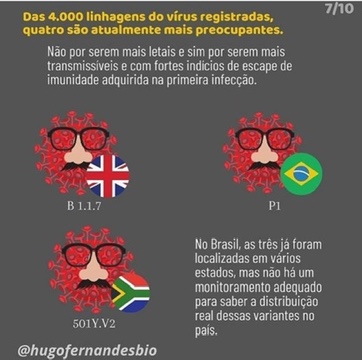 7/10
Das 4.000 linhagens do vírus registradas,
quatro são atualmente mais preocupantes.
Não por serem mais letais e sim por serem mais
transmissíveis e com fortes indícios de escape de
imunidade adquirida na primeira infecção.
B 1.1.7
P1
501Y.V2
No Brasil, as três já foram
localizadas em vários
estados, mas não há um
monitoramento adequado
para saber a distribuição
real dessas variantes no
país.
@hugofernandesbio